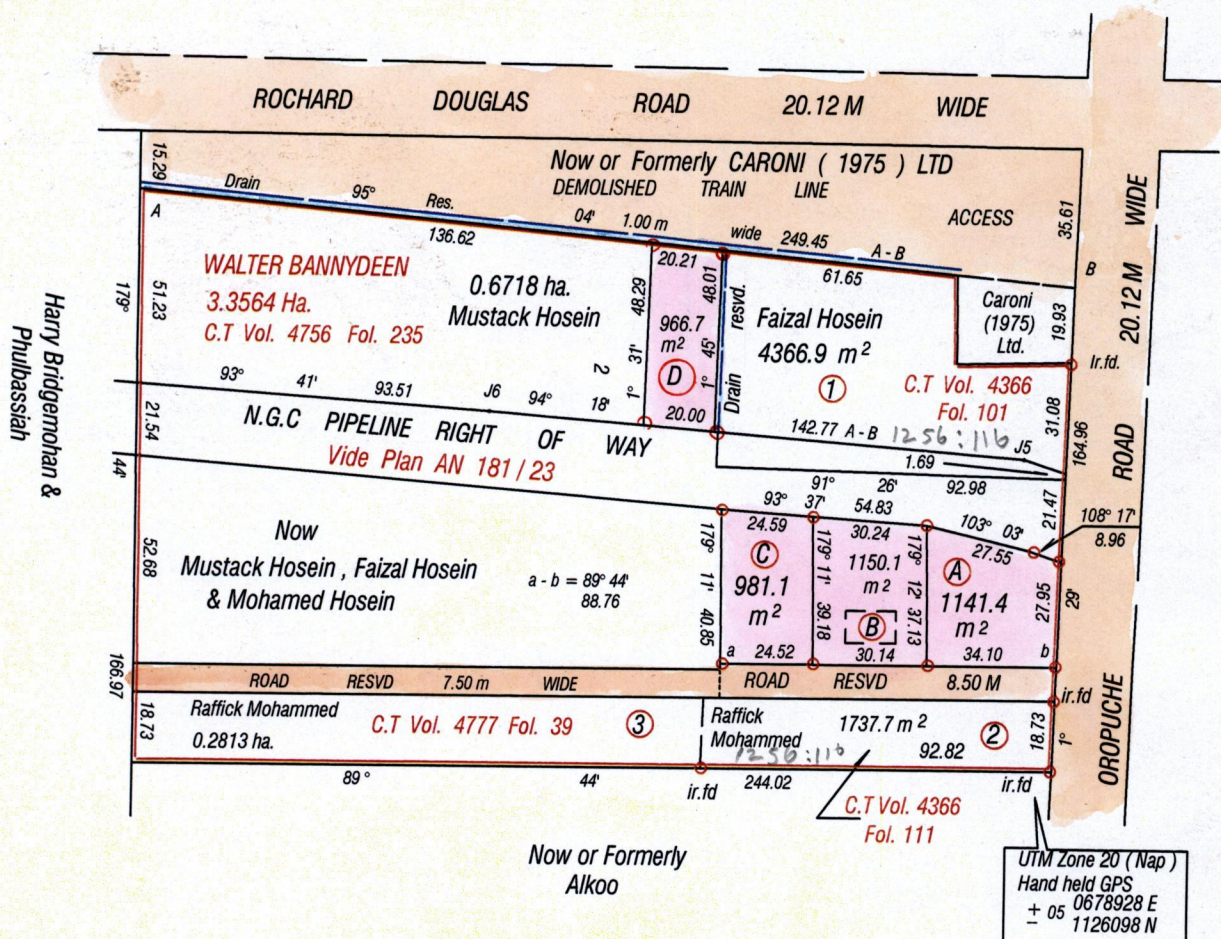 ROCHARD DOUGLAS ROAD 20.12 M WIDE
Now or Formerly CARONI ( 1975 ) LTD
DEMOLISHED TRAIN LINE
ACCESS
15.29
Drain 95° Res. 04' 1.00 m wide 249.45 A - B
A
136.62
20.21
61.65
35.61
B
20.12 M WIDE
ROAD
OROPUCHE
WALTER BANNYDEEN
3.3564 Ha.
C.T Vol. 4756 Fol. 235
0.6718 ha.
Mustack Hosein
48.29
1° 31'
2
48.01
1° 45'
966.7
m²
D
20.00
Drain resvd.
Faizal Hosein
4366.9 m²
1
Caroni
(1975)
Ltd.
19.93
Ir.fd.
C.T Vol. 4366
Fol. 101
31.08
164.96
142.77 A-B
1256:116
J5
1.69
91° 26' 92.98
21.47
Harry Bridgemohan &
Phulbassiah
179°
51.23
93° 41' 93.51 J6 94° 18'
21.54
44'
N.G.C PIPELINE RIGHT OF WAY
Vide Plan AN 181 / 23
93° 37' 54.83
103° 03'
108° 17'
8.96
24.59
30.24
27.55
Now
Mustack Hosein , Faizal Hosein
& Mohamed Hosein
52.68
a - b = 89° 44'
88.76
179° 11' 40.85
C
981.1
m²
179° 11' 39.18
1150.1
m²
B
179° 12' 37.13
A
1141.4
m²
27.95
29'
a 24.52
30.14
34.10 b
166.97
ROAD RESVD 7.50 m WIDE
ROAD RESVD 8.50 M
ir.fd
18.73
Raffick Mohammed
0.2813 ha.
C.T Vol. 4777 Fol. 39
3
Raffick
Mohammed
1737.7 m²
2
1256:116
92.82
18.73
1°
89° 44'
ir.fd
244.02
ir.fd
C.T Vol. 4366
Fol. 111
Now or Formerly
Alkoo
UTM Zone 20 ( Nap )
Hand held GPS
± 05 0678928 E
1126098 N